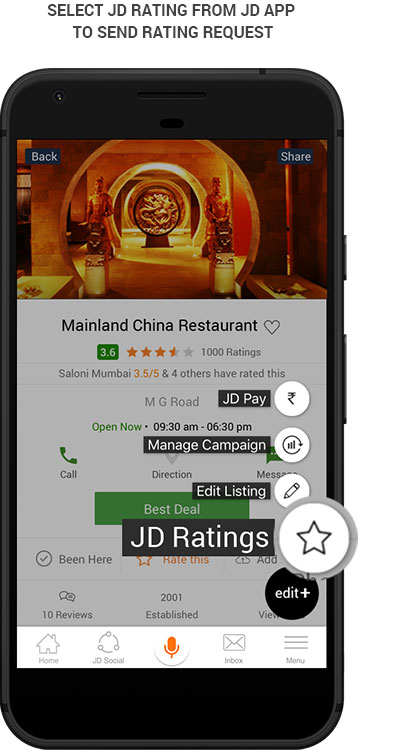 SELECT JD RATING FROM JD APP
TO SEND RATING REQUEST
Back Share
Mainland China Restaurant
3.6 1000 Ratings
Saloni Mumbai 3.5/5 & 4 others have rated this
M G Road JD Pay ₹
Open Now • 09:30 am - 06:30 pm
Manage Campaign
Call Direction Message
Edit Listing
Best Deal
JD Ratings
Been Here Rate this Add
edit+
10 Reviews 2001 Established View
Home JD Social Inbox Menu